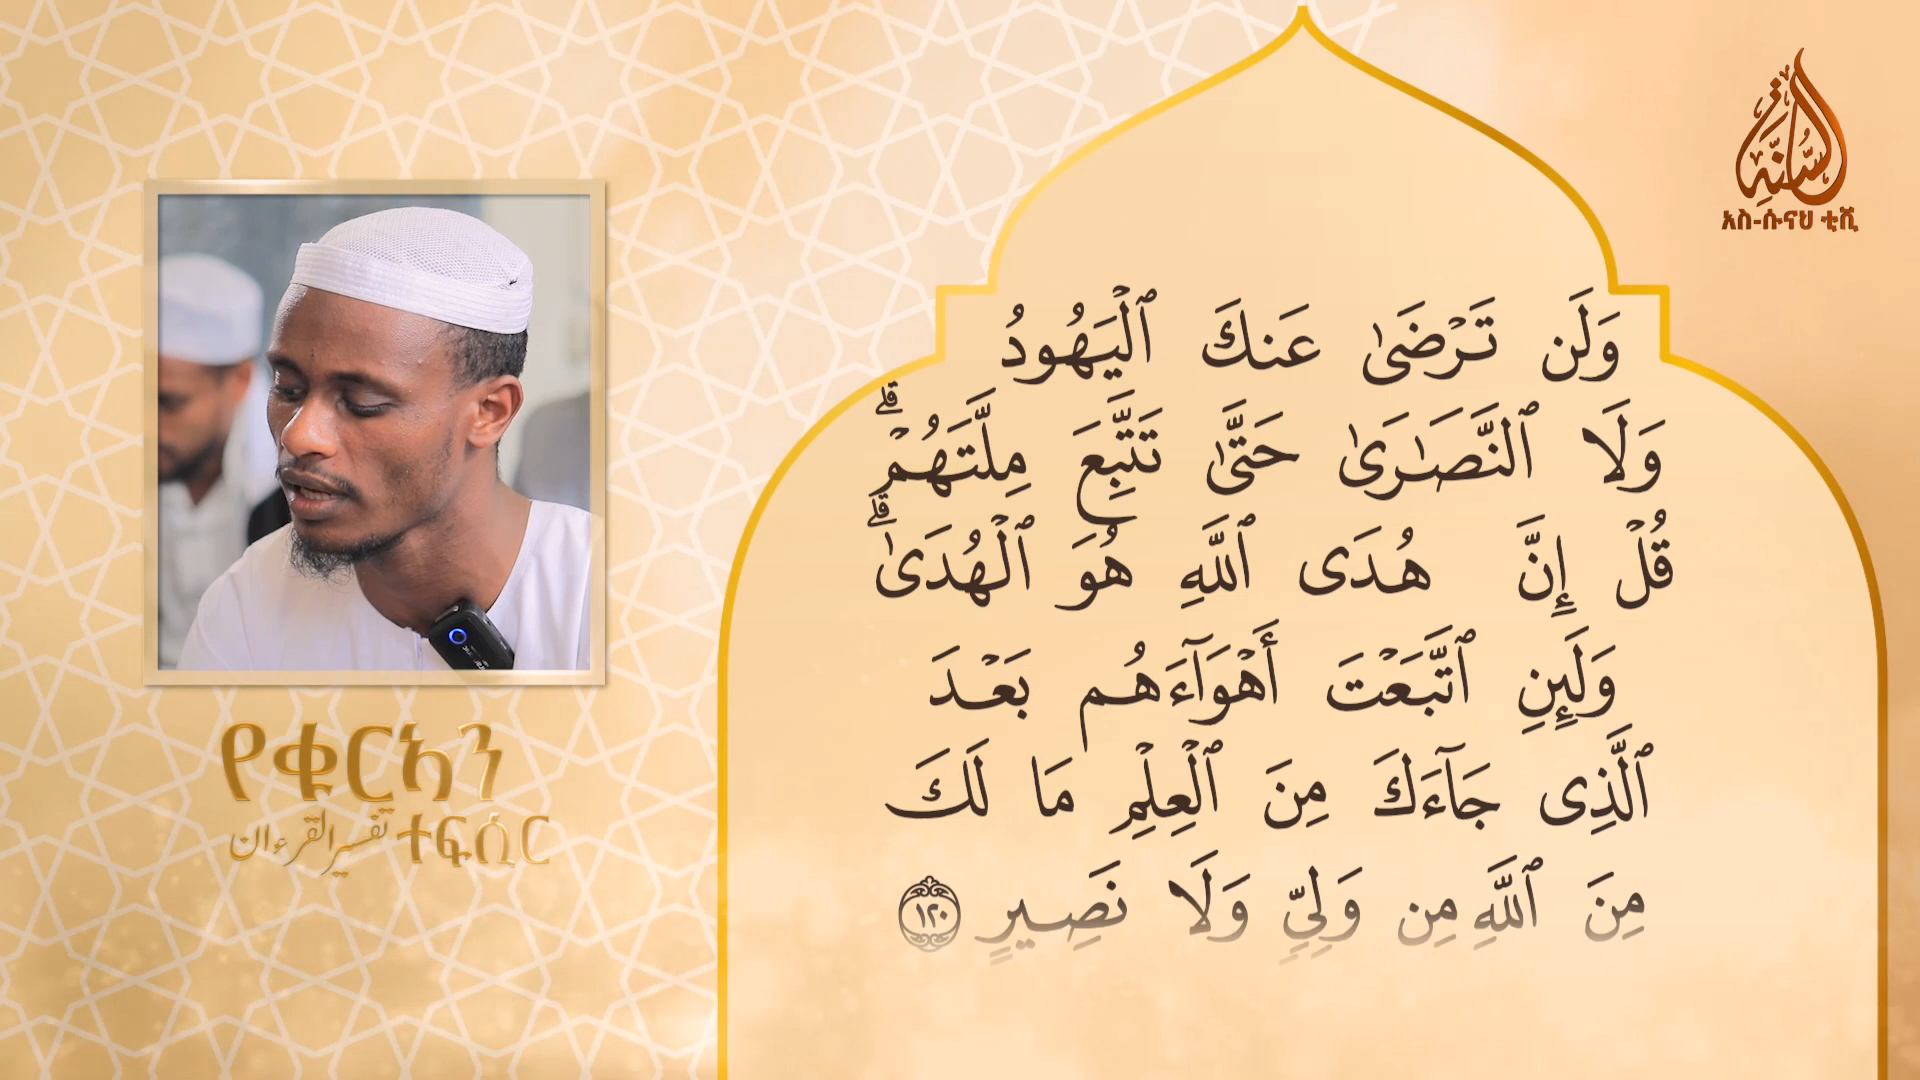 السنة
አስ-ሱናህ ቲቪ
وَلَن تَرۡضَىٰ عَنكَ ٱلۡيَهُودُ
وَلَا ٱلنَّصَٰرَىٰ حَتَّىٰ تَتَّبِعَ مِلَّتَهُمۡۗ
قُلۡ إِنَّ هُدَى ٱللَّهِ هُوَ ٱلۡهُدَىٰۗ
وَلَئِنِ ٱتَّبَعۡتَ أَهۡوَآءَهُم بَعۡدَ
ٱلَّذِى جَآءَكَ مِنَ ٱلۡعِلۡمِ مَا لَكَ
مِنَ ٱللَّهِ مِن وَلِىٍّ وَلَا نَصِيرٍ ١٢٠
የቁርኣን
ተፍሲር تفسير القرءان